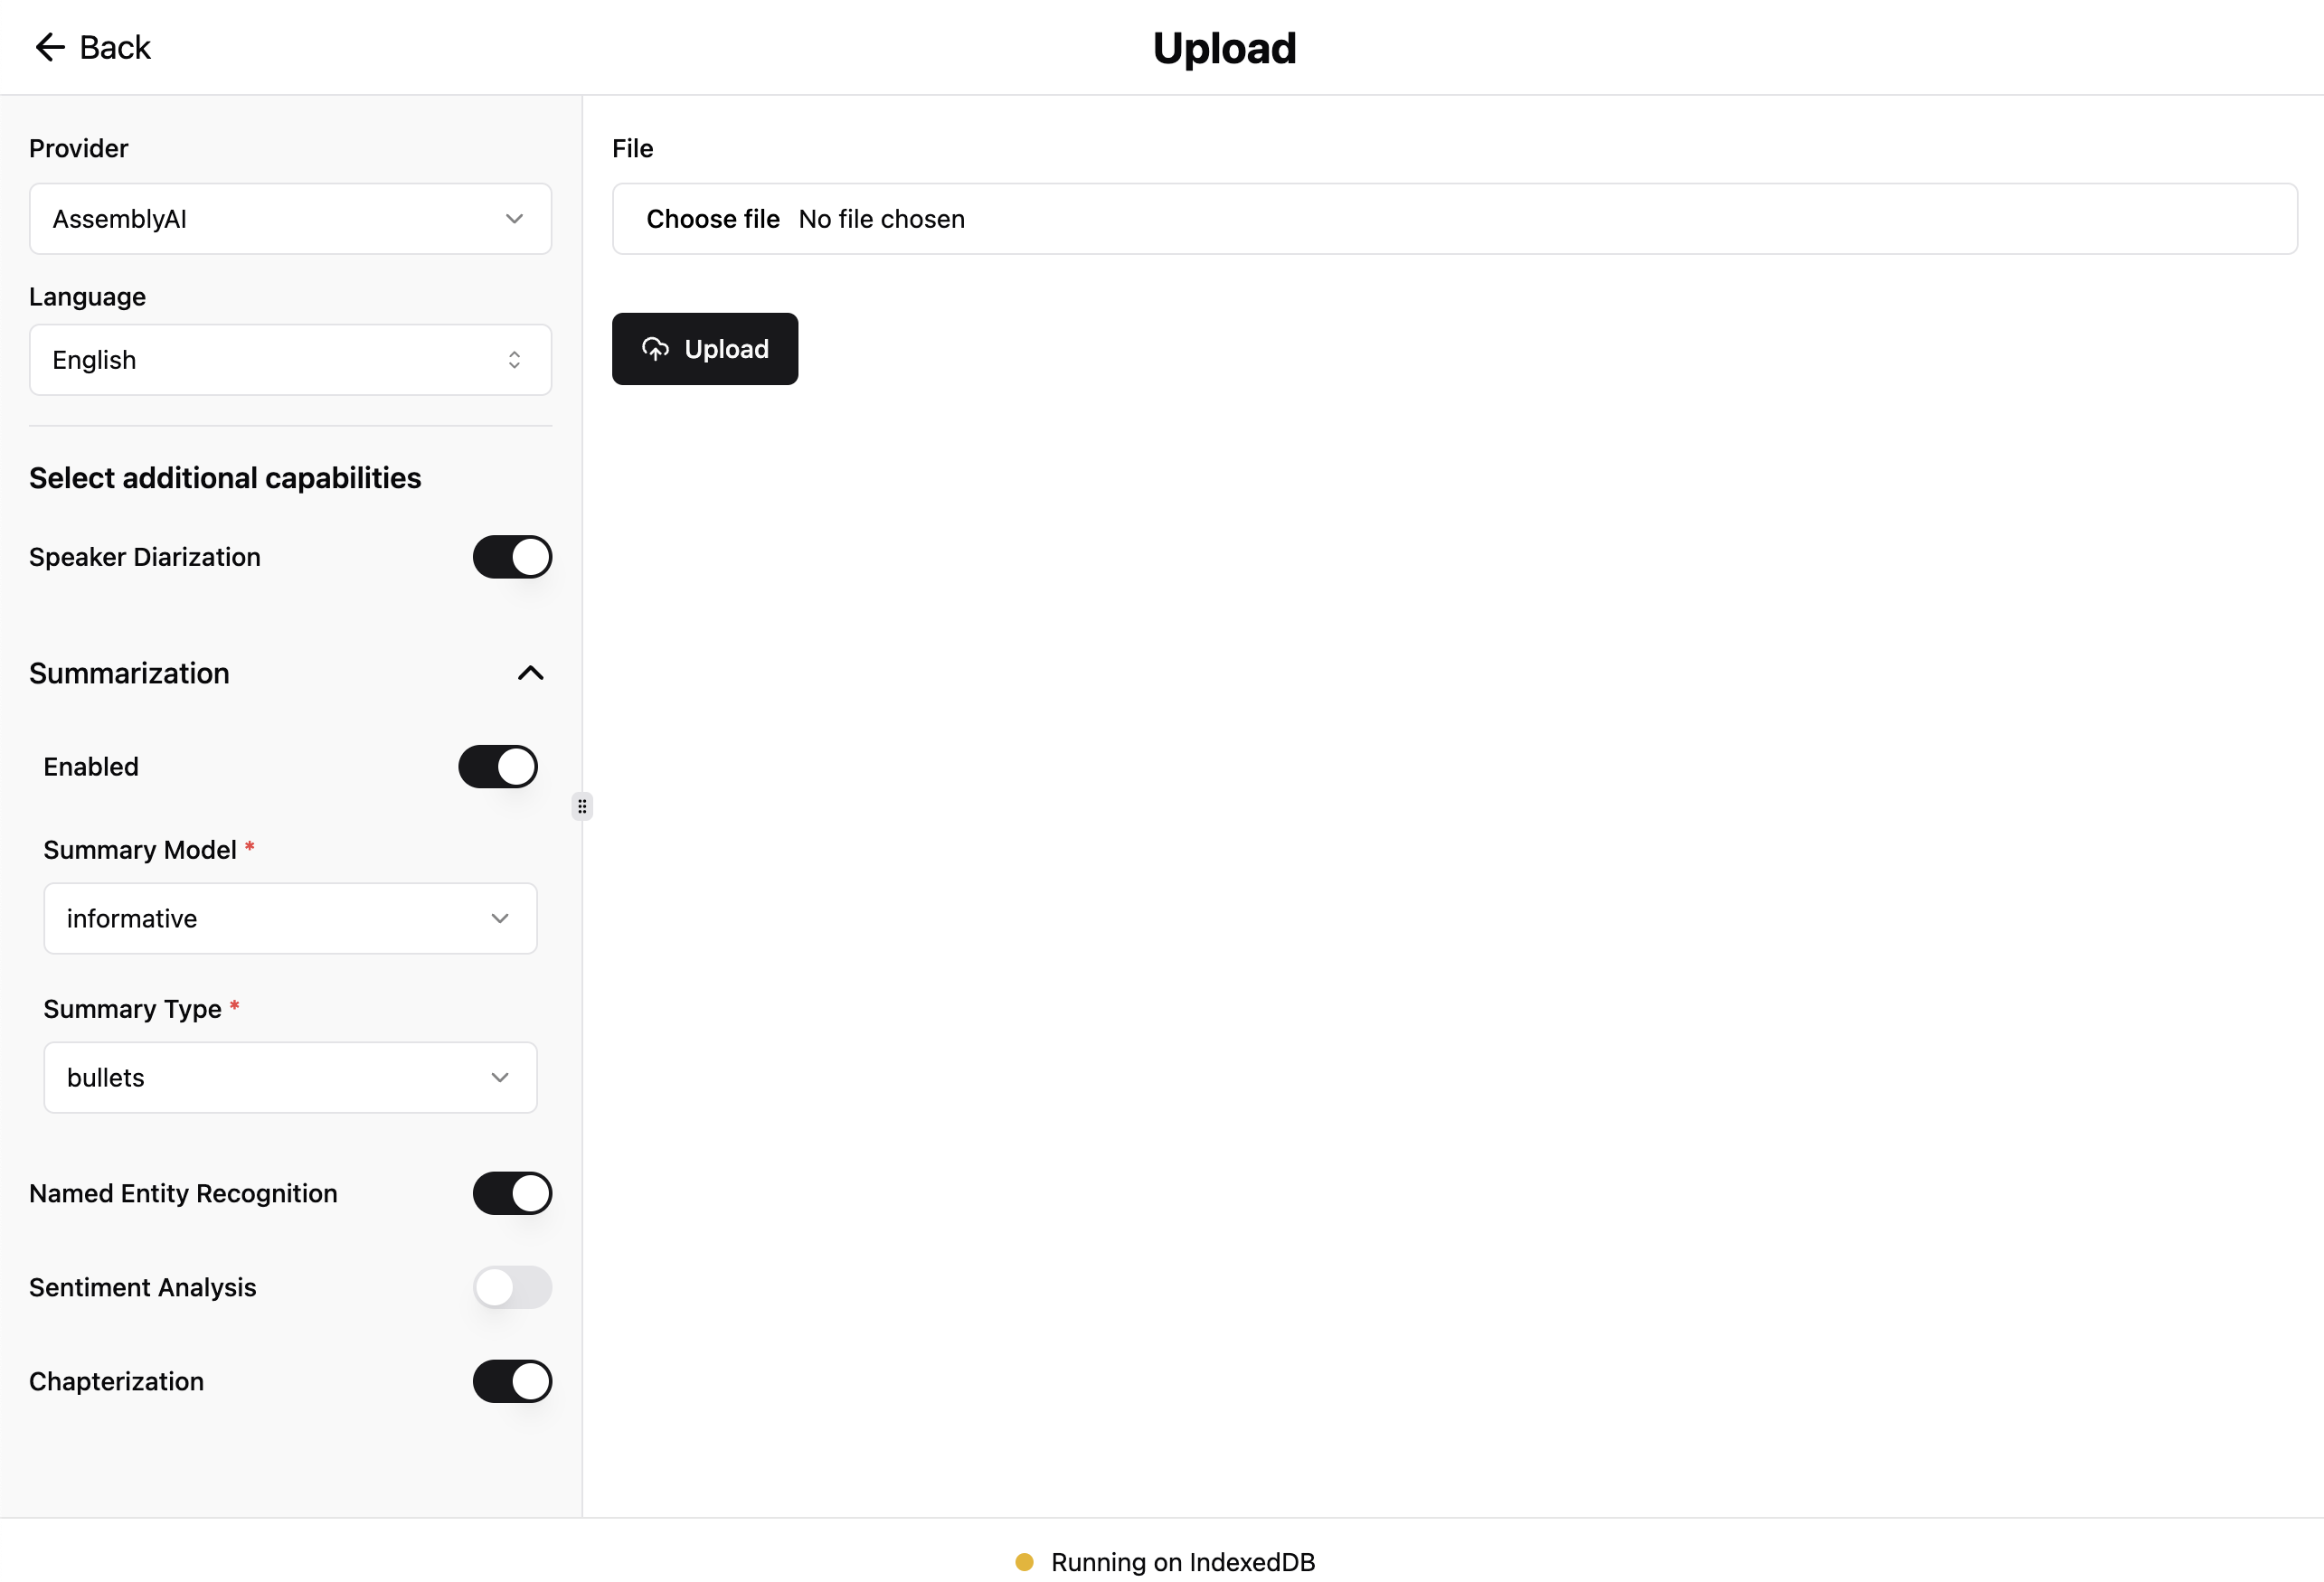 Back
Upload
Provider
AssemblyAI
Language
English
Select additional capabilities
Speaker Diarization
Summarization
Enabled
Summary Model *
informative
Summary Type *
bullets
Named Entity Recognition
Sentiment Analysis
Chapterization
File
Choose file No file chosen
Upload
Running on IndexedDB